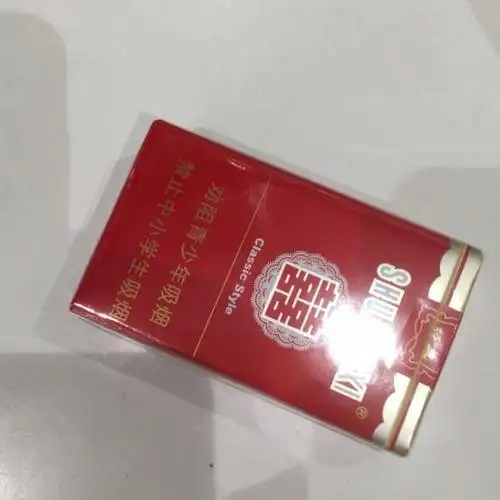 囍
Classic Style
劝阻青少年吸烟
禁止中小学生吸烟